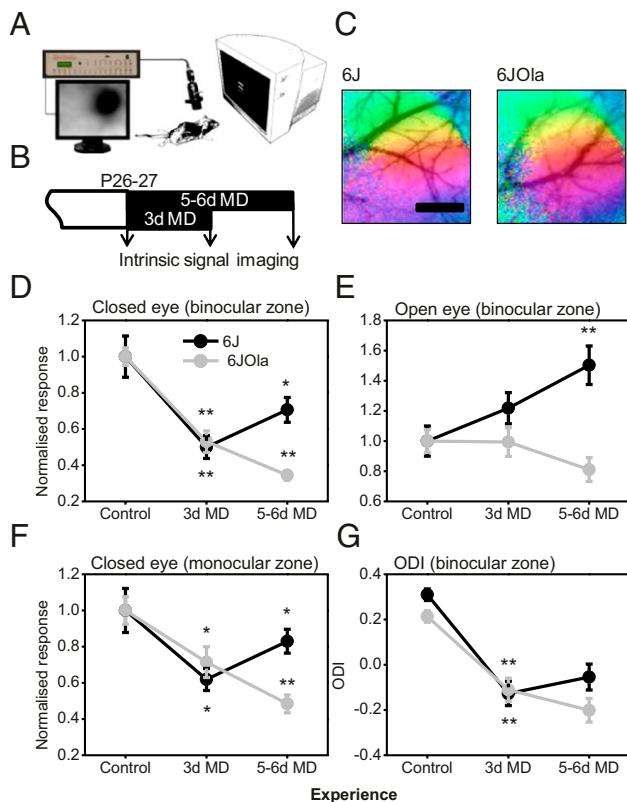 A
B
P26-27
5-6d MD
3d MD
Intrinsic signal imaging
C
6J
6JOla
D
Closed eye (binocular zone)
Normalised response
1.2
1.0
0.8
0.6
0.4
0.2
6J
6JOla
**
**
*
**
Control
3d MD
5-6d MD
E
Open eye (binocular zone)
1.8
1.6
1.4
1.2
1.0
0.8
0.6
**
Control
3d MD
5-6d MD
F
Closed eye (monocular zone)
Normalised response
1.2
1.0
0.8
0.6
0.4
0.2
*
*
*
**
Control
3d MD
5-6d MD
G
ODI (binocular zone)
ODI
0.4
0.2
0.0
-0.2
-0.4
**
**
Control
3d MD
5-6d MD
Experience